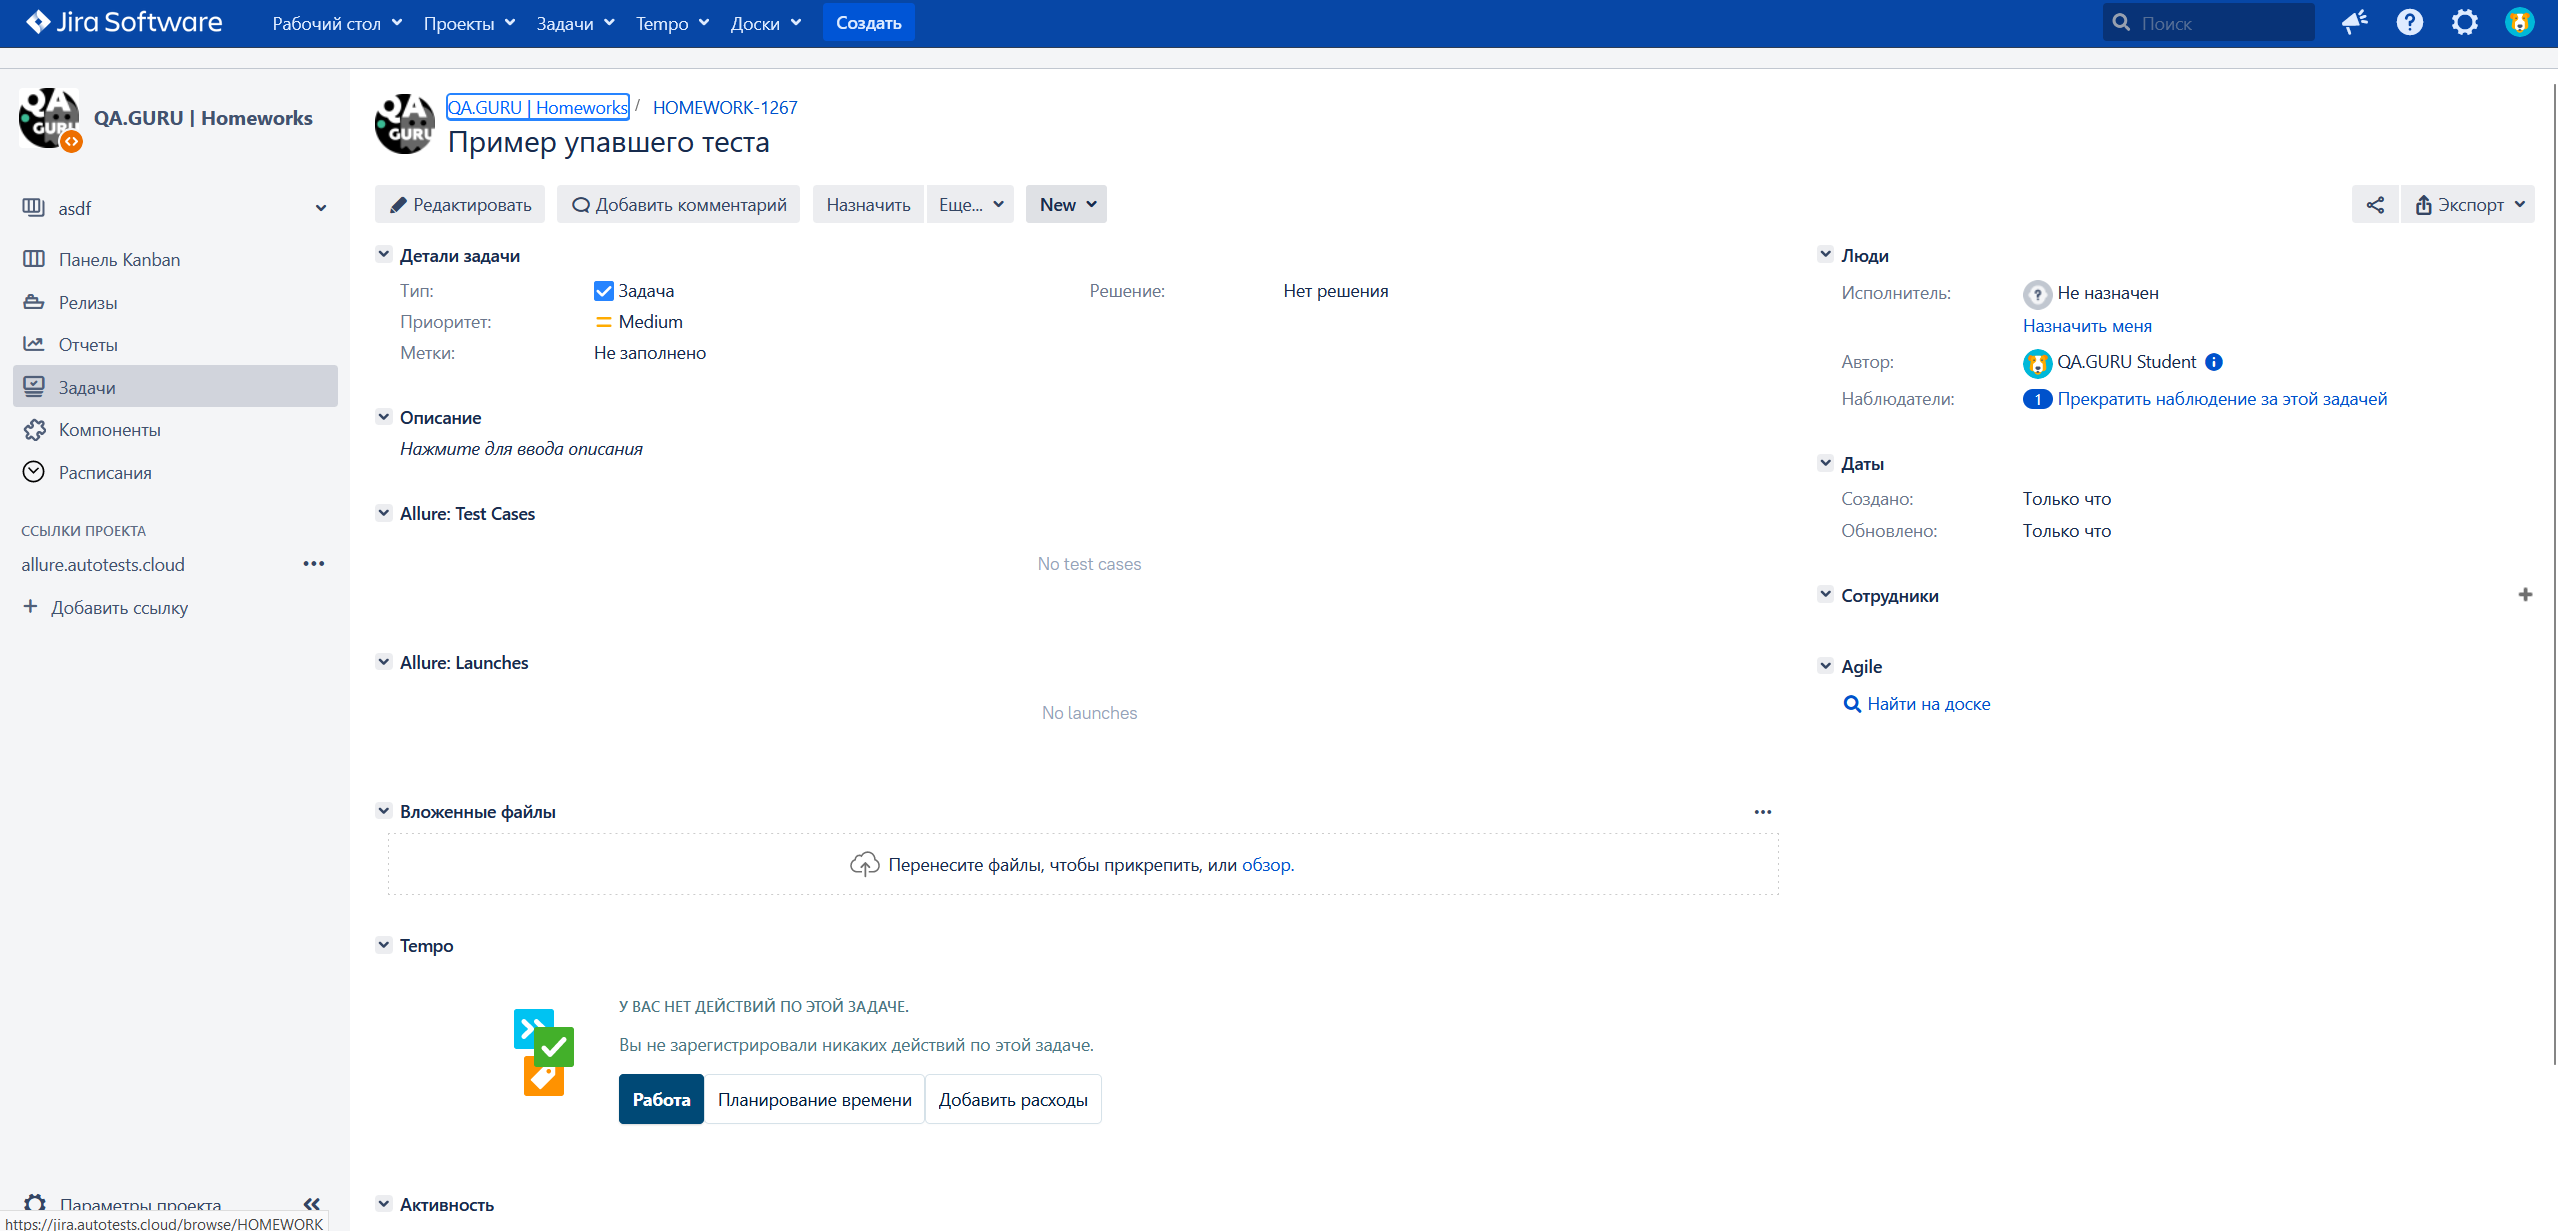 Jira Software
Рабочий стол
Проекты
Задачи
Tempo
Доски
Создать
Поиск
QA GURU
QA.GURU | Homeworks
asdf
Панель Kanban
Релизы
Отчеты
Задачи
Компоненты
Расписания
ССЫЛКИ ПРОЕКТА
allure.autotests.cloud
Добавить ссылку
Параметры проекта
https://jira.autotests.cloud/browse/HOMEWORK
QA GURU
QA.GURU | Homeworks / HOMEWORK-1267
Пример упавшего теста
Редактировать
Добавить комментарий
Назначить
Еще...
New
Экспорт
Детали задачи
Тип: Задача
Решение: Нет решения
Приоритет: Medium
Метки: Не заполнено
Описание
Нажмите для ввода описания
Allure: Test Cases
No test cases
Allure: Launches
No launches
Вложенные файлы
Перенесите файлы, чтобы прикрепить, или обзор.
Tempo
У ВАС НЕТ ДЕЙСТВИЙ ПО ЭТОЙ ЗАДАЧЕ.
Вы не зарегистрировали никаких действий по этой задаче.
Работа
Планирование времени
Добавить расходы
Активность
Люди
Исполнитель: Не назначен
Назначить меня
Автор: QA.GURU Student
Наблюдатели: 1 Прекратить наблюдение за этой задачей
Даты
Создано: Только что
Обновлено: Только что
Сотрудники
Agile
Найти на доске